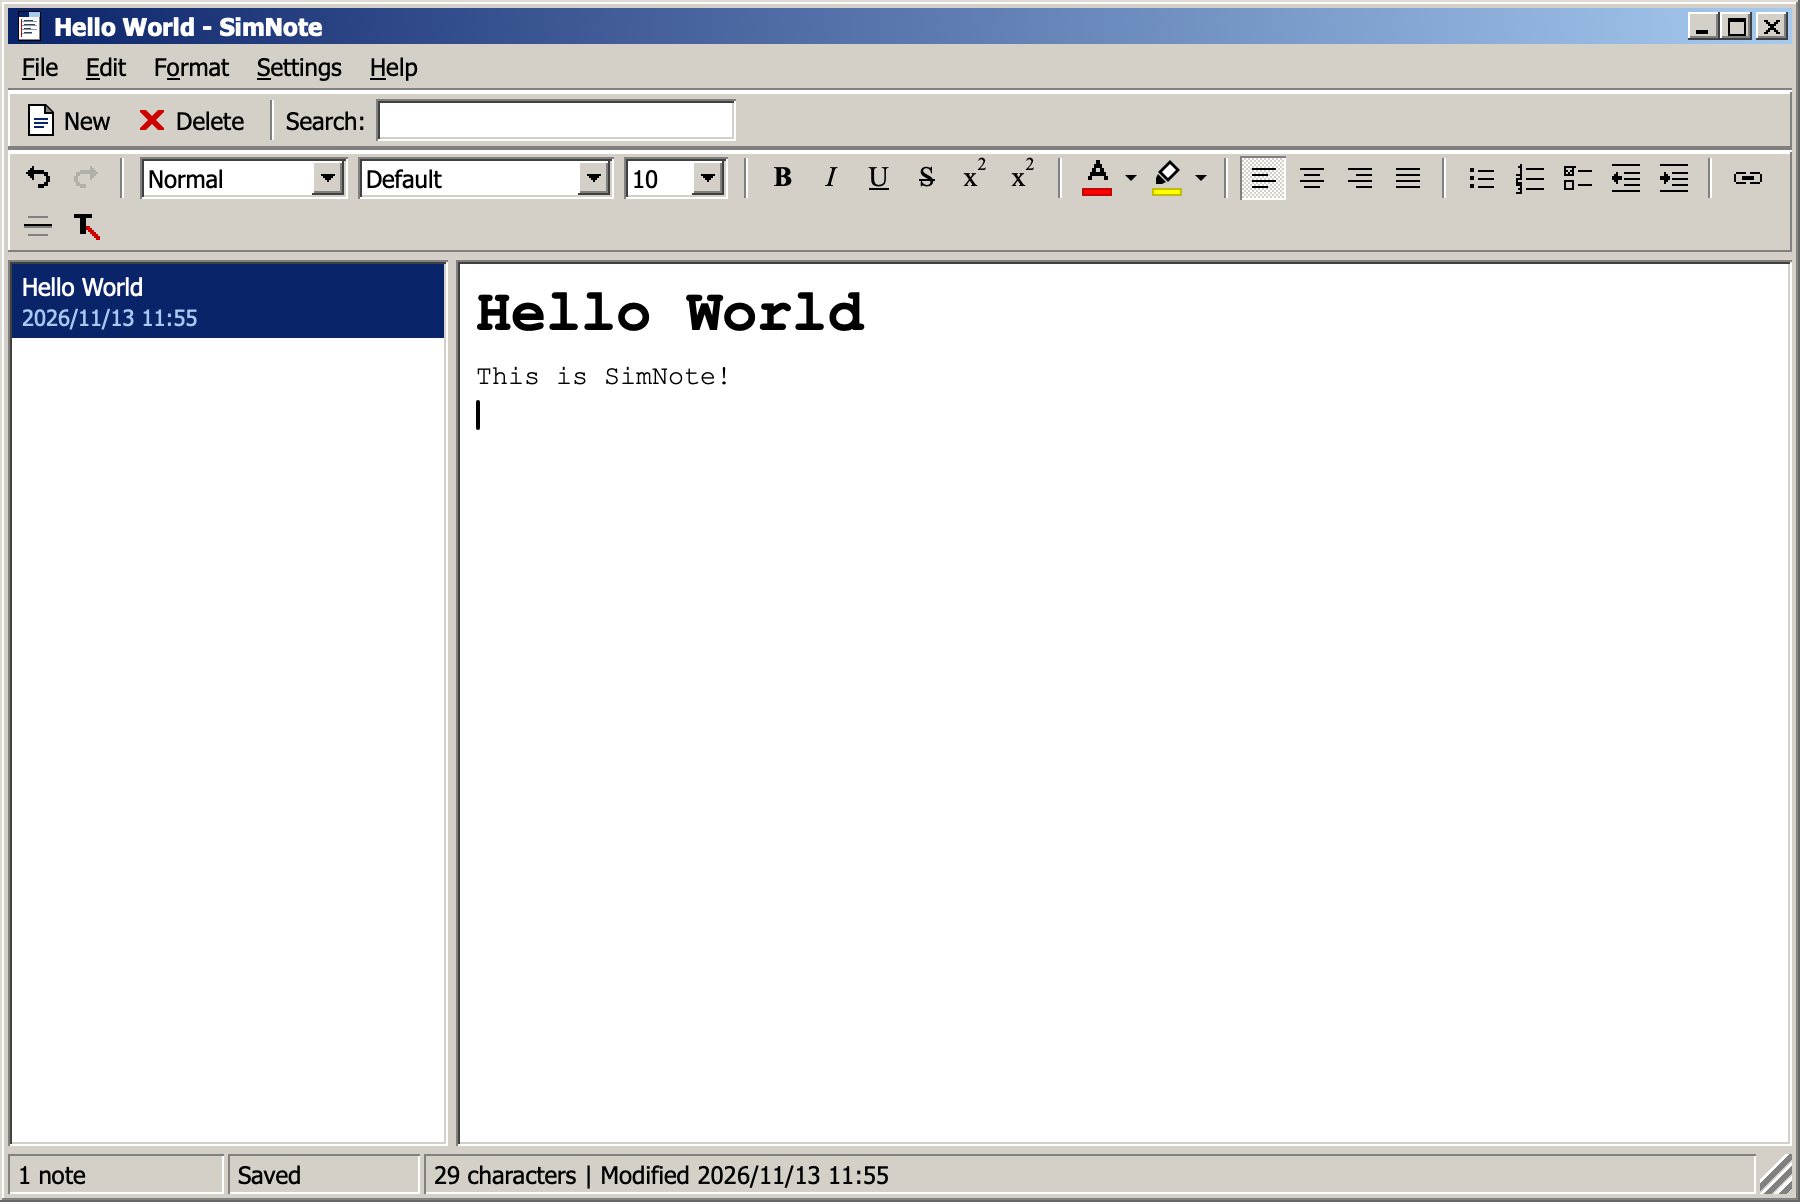 Hello World - SimNote
File Edit Format Settings Help
New Delete Search:
Normal Default 10 B I U S x2 x2 A
T
Hello World
2026/11/13 11:55
Hello World
This is SimNote!
1 note Saved 29 characters | Modified 2026/11/13 11:55